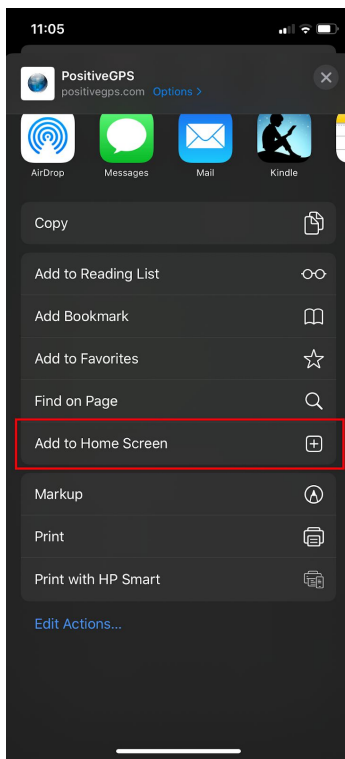 11:05
PositiveGPS
positivegps.com Options >
AirDrop Messages Mail Kindle
Copy
Add to Reading List
Add Bookmark
Add to Favorites
Find on Page
Add to Home Screen
Markup
Print
Print with HP Smart
Edit Actions...